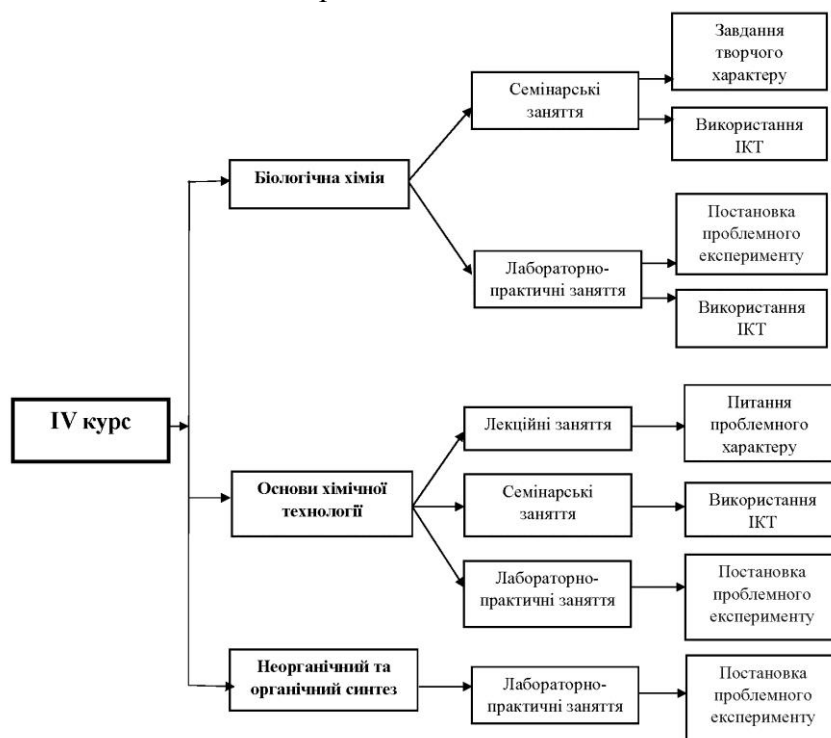 Завдання
творчого
характеру
Семінарські
заняття
Використання
ІКТ
Біологічна хімія
Постановка
проблемного
експерименту
Лабораторно-
практичні заняття
Використання
ІКТ
IV курс
Лекційні заняття
Питання
проблемного
характеру
Основи хімічної
технології
Семінарські
заняття
Використання
ІКТ
Лабораторно-
практичні заняття
Постановка
проблемного
експерименту
Неорганічний та
органічний синтез
Лабораторно-
практичні заняття
Постановка
проблемного
експерименту